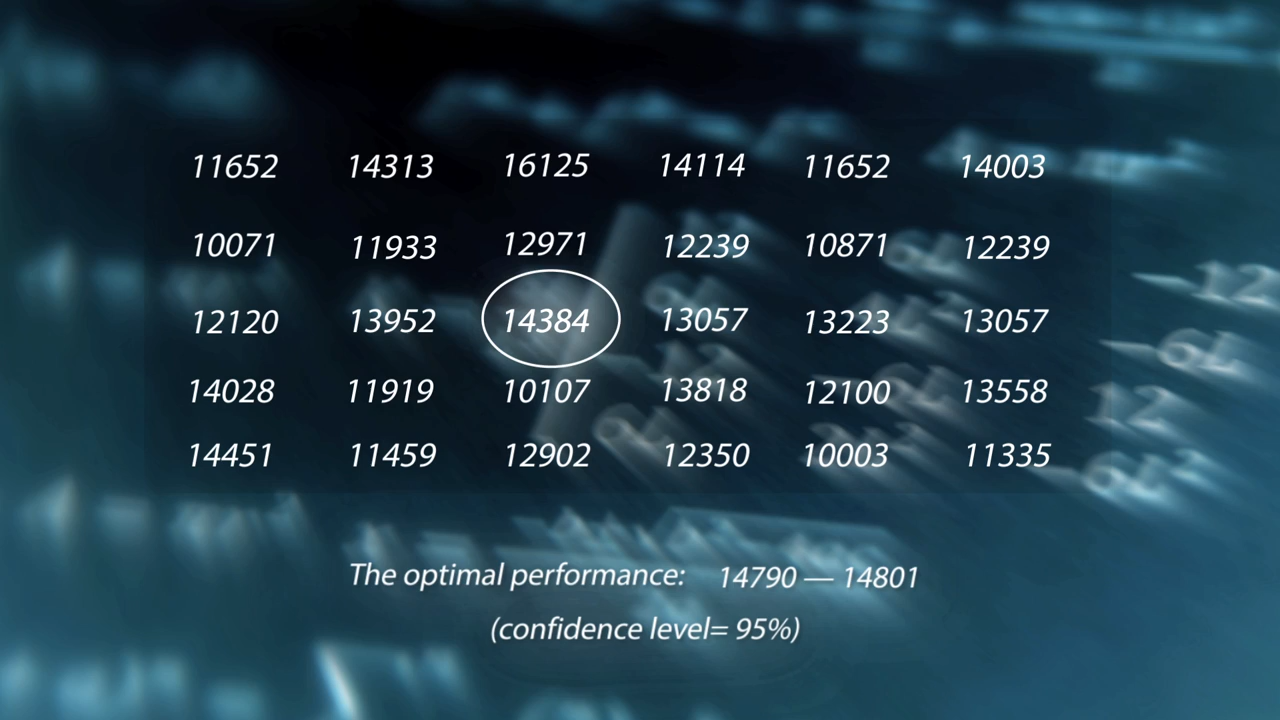 11652 14313 16125 14114 11652 14003
10071 11933 12971 12239 10871 12239
12120 13952 14384 13057 13223 13057
14028 11919 10107 13818 12100 13558
14451 11459 12902 12350 10003 11335
The optimal performance: 14790 — 14801
(confidence level= 95%)